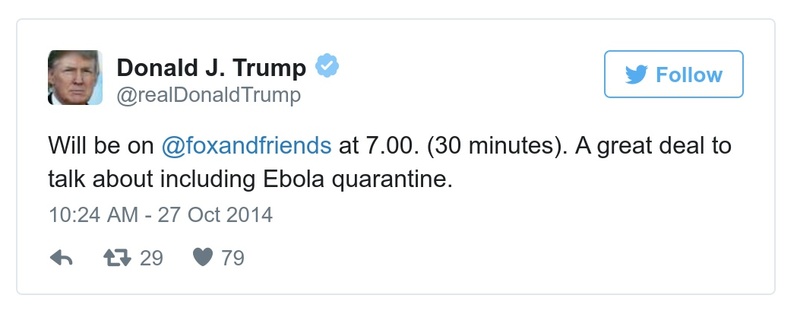 Donald J. Trump
@realDonaldTrump
Follow
Will be on @foxandfriends at 7.00. (30 minutes). A great deal to
talk about including Ebola quarantine.
10:24 AM - 27 Oct 2014
29 79